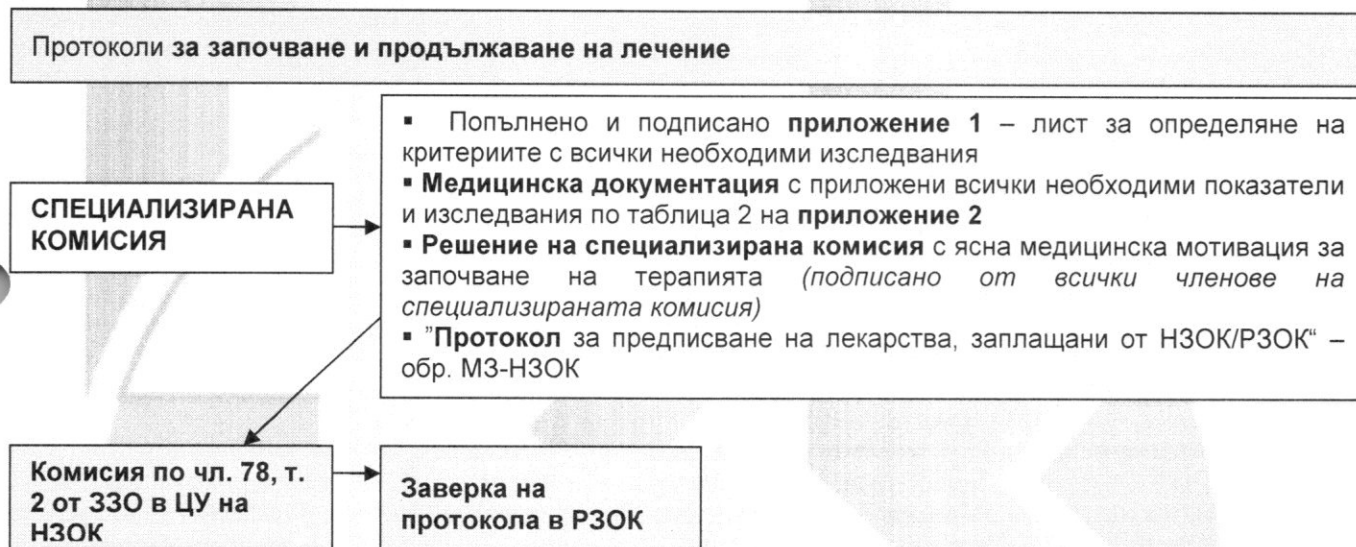 Протоколи за започване и продължаване на лечение
СПЕЦИАЛИЗИРАНА
КОМИСИЯ
▪ Попълнено и подписано приложение 1 – лист за определяне на
критериите с всички необходими изследвания
▪ Медицинска документация с приложени всички необходими показатели
и изследвания по таблица 2 на приложение 2
▪ Решение на специализирана комисия с ясна медицинска мотивация за
започване на терапията (подписано от всички членове на
специализираната комисия)
▪ "Протокол за предписване на лекарства, заплащани от НЗОК/РЗОК“ –
обр. МЗ-НЗОК
Комисия по чл. 78, т.
2 от ЗЗО в ЦУ на
НЗОК
Заверка на
протокола в РЗОК